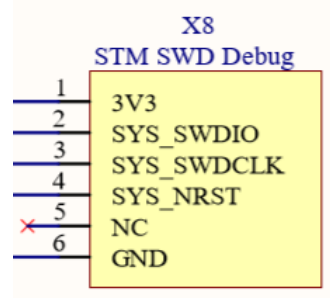 X8
STM SWD Debug
1 3V3
2 SYS_SWDIO
3 SYS_SWDCLK
4 SYS_NRST
5 NC
6 GND